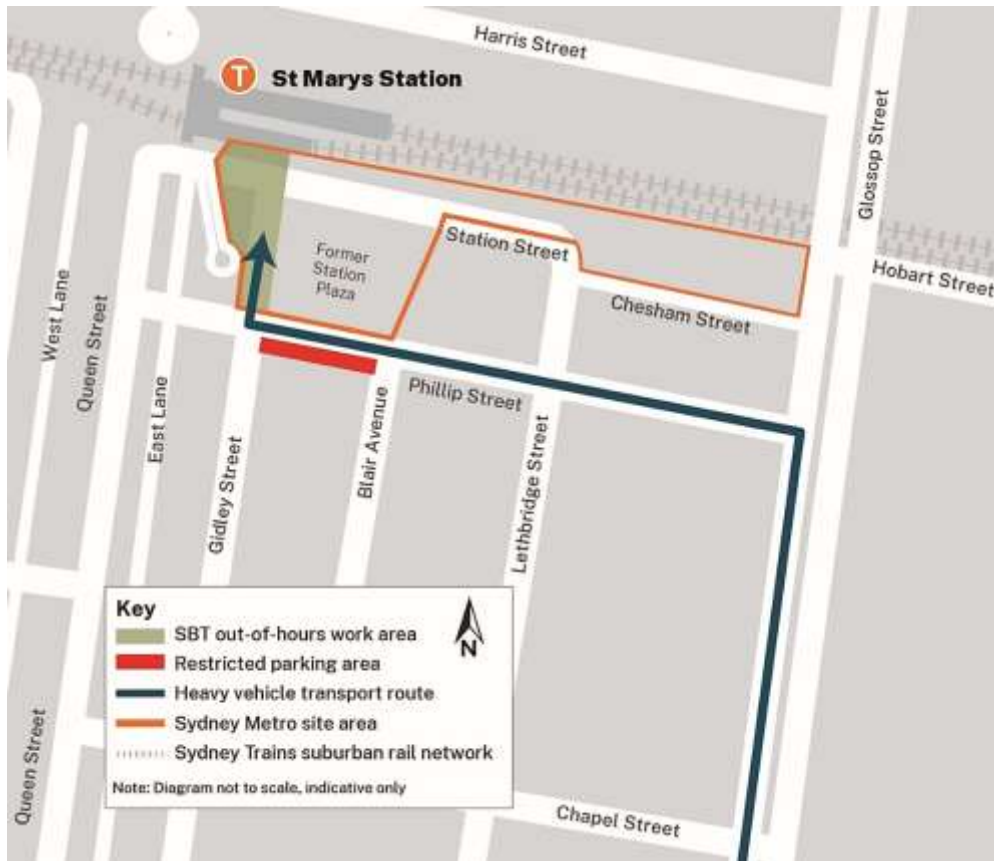 Harris Street
T St Marys Station
Glossop Street
Hobart Street
Station Street
Former
Station
Plaza
Chesham Street
West Lane
Queen Street
East Lane
Phillip Street
Gidley Street
Blair Avenue
Lethbridge Street
Key
N
SBT out-of-hours work area
Restricted parking area
Heavy vehicle transport route
Sydney Metro site area
Sydney Trains suburban rail network
Note: Diagram not to scale, indicative only
Queen Street
Chapel Street